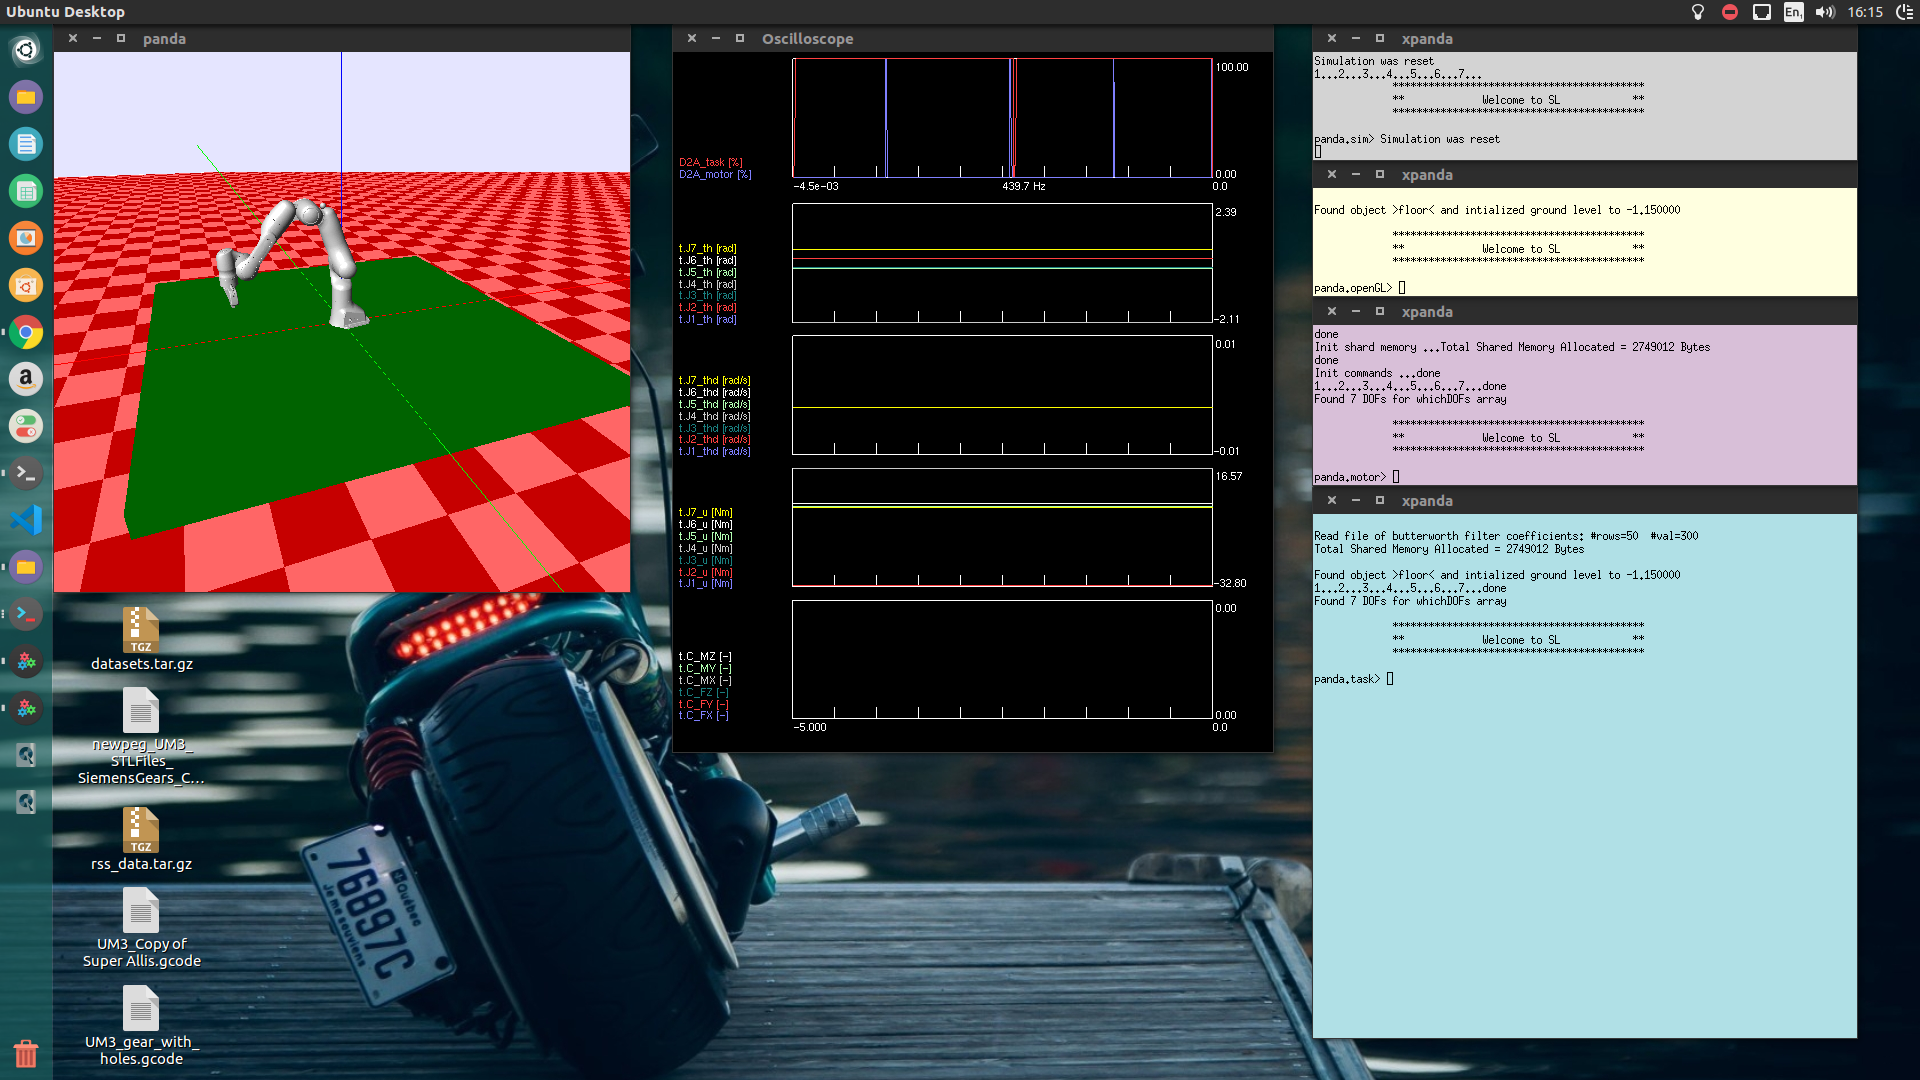 Ubuntu Desktop
En₁
16:15
panda
Oscilloscope
100.00
D2A_task [%]
D2A_motor [%]
0.00
-4.5e-03
439.7 Hz
0.0
2.39
t.J7_th [rad]
t.J6_th [rad]
t.J5_th [rad]
t.J4_th [rad]
t.J3_th [rad]
t.J2_th [rad]
t.J1_th [rad]
-2.11
0.01
t.J7_thd [rad/s]
t.J6_thd [rad/s]
t.J5_thd [rad/s]
t.J4_thd [rad/s]
t.J3_thd [rad/s]
t.J2_thd [rad/s]
t.J1_thd [rad/s]
-0.01
16.57
t.J7_u [Nm]
t.J6_u [Nm]
t.J5_u [Nm]
t.J4_u [Nm]
t.J3_u [Nm]
t.J2_u [Nm]
t.J1_u [Nm]
-32.80
0.00
t.C_MZ [-]
t.C_MY [-]
t.C_MX [-]
t.C_FZ [-]
t.C_FY [-]
t.C_FX [-]
0.00
-5.000
0.0
xpanda
Simulation was reset
1...2...3...4...5...6...7...
*******************************************
** Welcome to SL **
*******************************************
panda.sim> Simulation was reset
xpanda
Found object >floor< and intialized ground level to -1.150000
*******************************************
** Welcome to SL **
*******************************************
panda.openGL>
xpanda
done
Init shard memory ...Total Shared Memory Allocated = 2749012 Bytes
done
Init commands ...done
1...2...3...4...5...6...7...done
Found 7 DOFs for whichDOFs array
*******************************************
** Welcome to SL **
*******************************************
panda.motor>
xpanda
Read file of butterworth filter coefficients: #rows=50 #val=300
Total Shared Memory Allocated = 2749012 Bytes
Found object >floor< and intialized ground level to -1.150000
1...2...3...4...5...6...7...done
Found 7 DOFs for whichDOFs array
*******************************************
** Welcome to SL **
*******************************************
panda.task>
a
TGZ
datasets.tar.gz
newpeg_UM3_
STLFiles_
SiemensGears_C...
TGZ
rss_data.tar.gz
UM3_Copy of
Super Allis.gcode
UM3_gear_with_
holes.gcode
Québec
76897C
Je me souviens